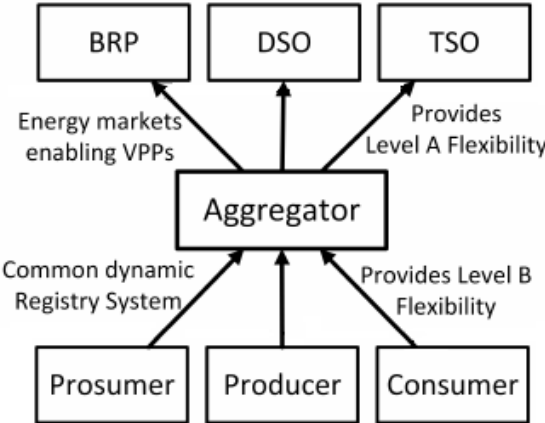 BRP
DSO
TSO
Energy markets
enabling VPPs
Provides
Level A Flexibility
Aggregator
Common dynamic
Registry System
Provides Level B
Flexibility
Prosumer
Producer
Consumer